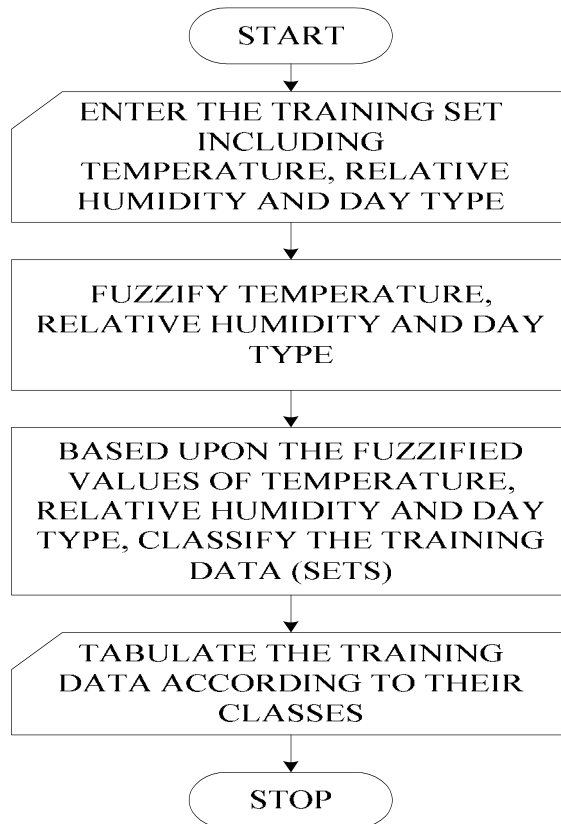 START
ENTER THE TRAINING SET
INCLUDING
TEMPERATURE, RELATIVE
HUMIDITY AND DAY TYPE
FUZZIFY TEMPERATURE,
RELATIVE HUMIDITY AND DAY
TYPE
BASED UPON THE FUZZIFIED
VALUES OF TEMPERATURE,
RELATIVE HUMIDITY AND DAY
TYPE, CLASSIFY THE TRAINING
DATA (SETS)
TABULATE THE TRAINING
DATA ACCORDING TO THEIR
CLASSES
STOP